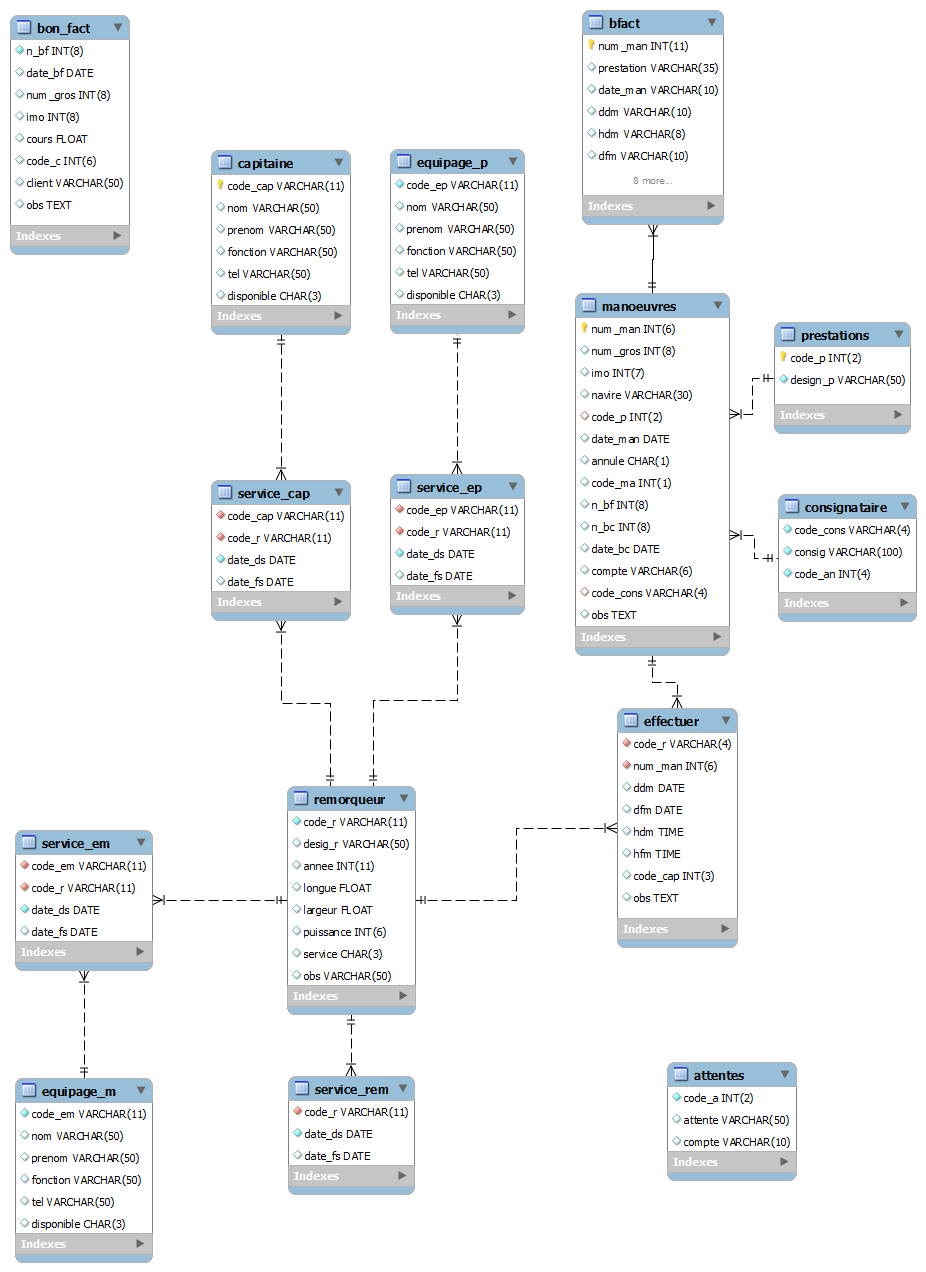 bon_fact
n_bf INT(8)
date_bf DATE
num_gros INT(8)
imo INT(8)
cours FLOAT
code_c INT(6)
client VARCHAR(50)
obs TEXT
Indexes
bfact
num_man INT(11)
prestation VARCHAR(35)
date_man VARCHAR(10)
ddm VARCHAR(10)
hdm VARCHAR(8)
dfm VARCHAR(10)
8 more...
Indexes
capitaine
code_cap VARCHAR(11)
nom VARCHAR(50)
prenom VARCHAR(50)
fonction VARCHAR(50)
tel VARCHAR(50)
disponible CHAR(3)
Indexes
equipage_p
code_ep VARCHAR(11)
nom VARCHAR(50)
prenom VARCHAR(50)
fonction VARCHAR(50)
tel VARCHAR(50)
disponible CHAR(3)
Indexes
manoeuvres
num_man INT(6)
num_gros INT(8)
imo INT(7)
navire VARCHAR(30)
code_p INT(2)
date_man DATE
annule CHAR(1)
code_ma INT(1)
n_bf INT(8)
n_bc INT(8)
date_bc DATE
compte VARCHAR(6)
code_cons VARCHAR(4)
obs TEXT
Indexes
prestations
code_p INT(2)
design_p VARCHAR(50)
Indexes
consignataire
code_cons VARCHAR(4)
consig VARCHAR(100)
code_an INT(4)
Indexes
service_cap
code_cap VARCHAR(11)
code_r VARCHAR(11)
date_ds DATE
date_fs DATE
Indexes
service_ep
code_ep VARCHAR(11)
code_r VARCHAR(11)
date_ds DATE
date_fs DATE
Indexes
effectuer
code_r VARCHAR(4)
num_man INT(6)
ddm DATE
dfm DATE
hdm TIME
hfm TIME
code_cap INT(3)
obs TEXT
Indexes
remorqueur
code_r VARCHAR(11)
desig_r VARCHAR(50)
annee INT(11)
longue FLOAT
largeur FLOAT
puissance INT(6)
service CHAR(3)
obs VARCHAR(50)
Indexes
service_em
code_em VARCHAR(11)
code_r VARCHAR(11)
date_ds DATE
date_fs DATE
Indexes
equipage_m
code_em VARCHAR(11)
nom VARCHAR(50)
prenom VARCHAR(50)
fonction VARCHAR(50)
tel VARCHAR(50)
disponible CHAR(3)
Indexes
service_rem
code_r VARCHAR(11)
date_ds DATE
date_fs DATE
Indexes
attentes
code_a INT(2)
attente VARCHAR(50)
compte VARCHAR(10)
Indexes